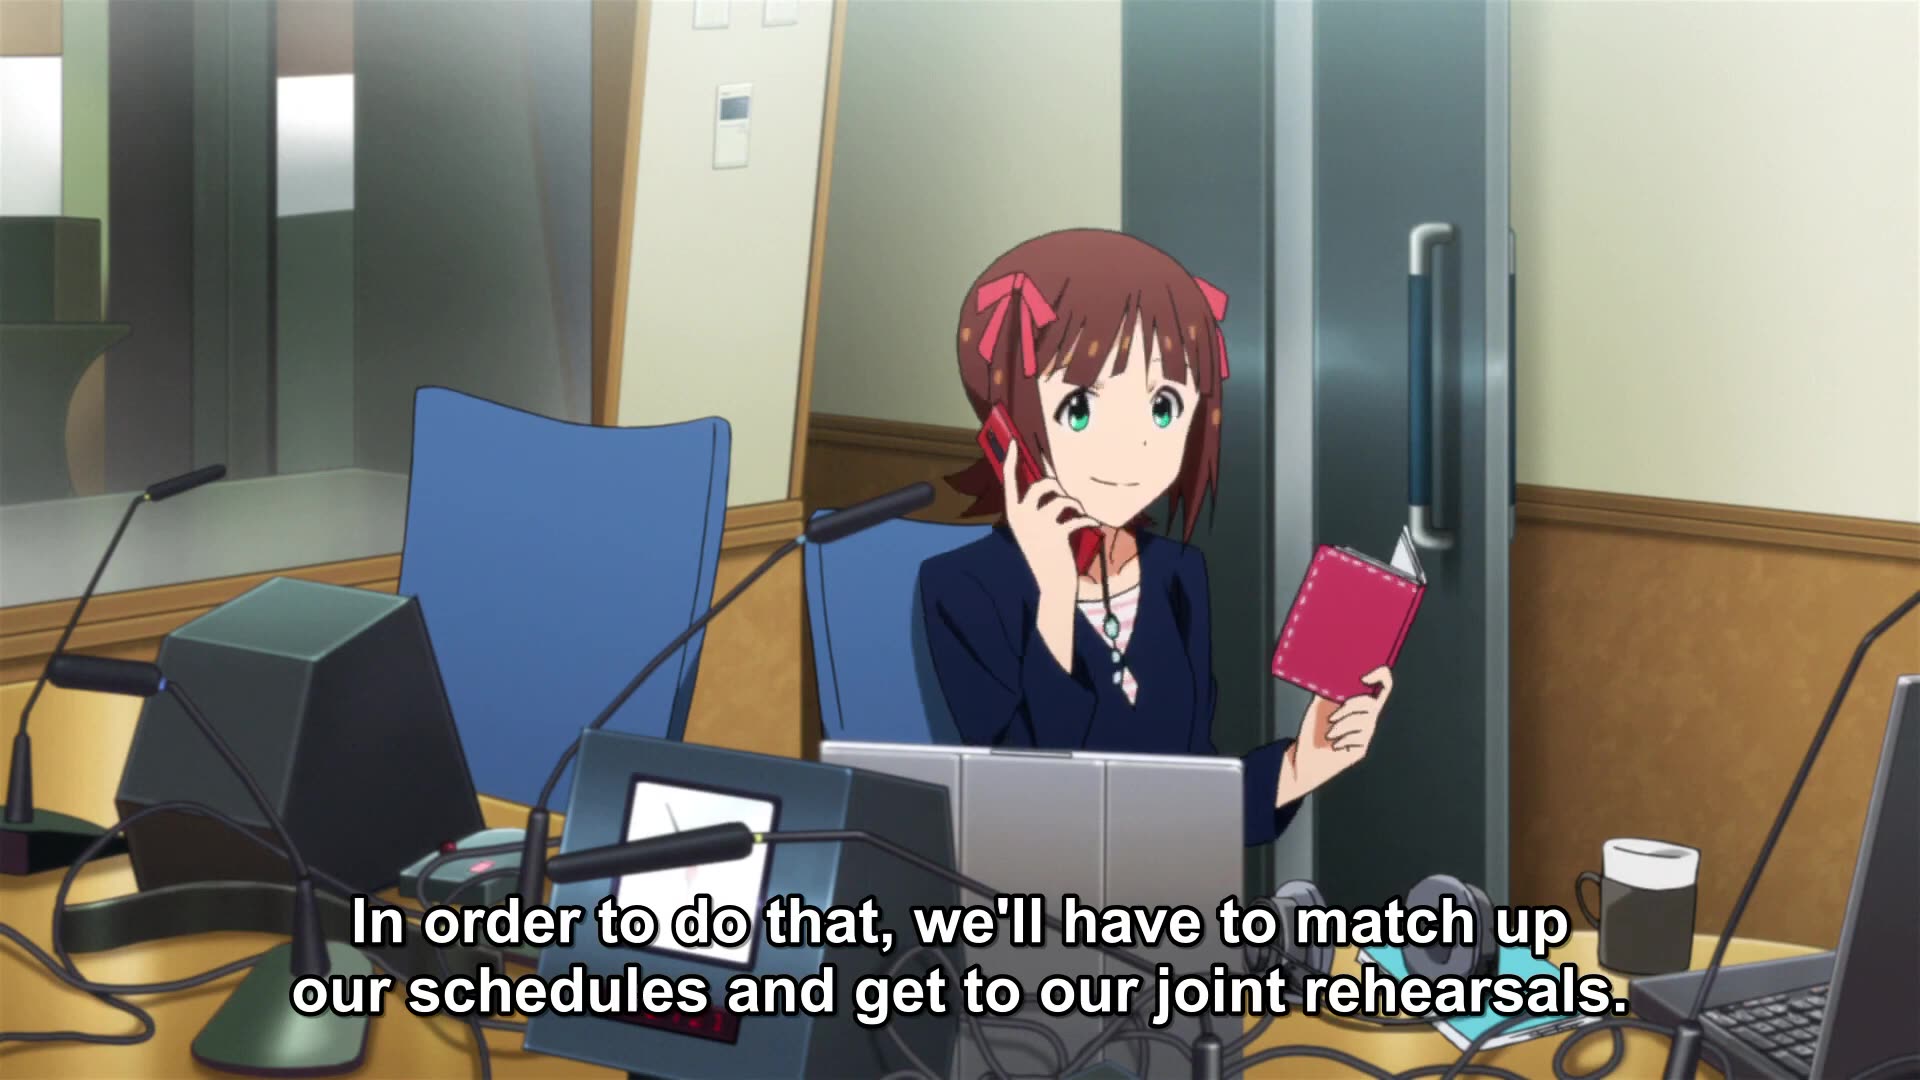 In order to do that, we'll have to match up
our schedules and get to our joint rehearsals.